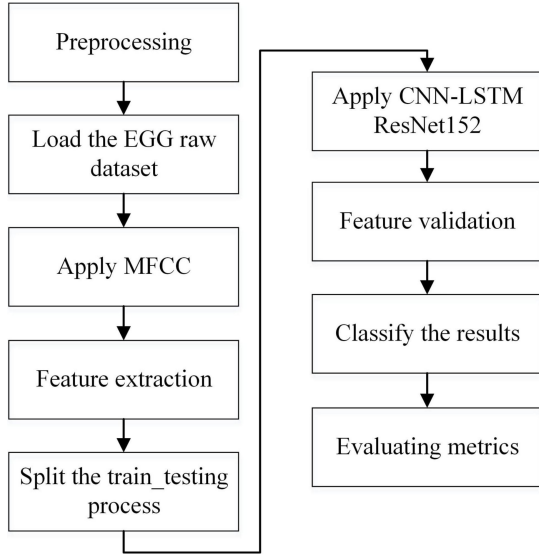 Preprocessing
Load the EGG raw
dataset
Apply MFCC
Feature extraction
Split the train_testing
process
Apply CNN-LSTM
ResNet152
Feature validation
Classify the results
Evaluating metrics